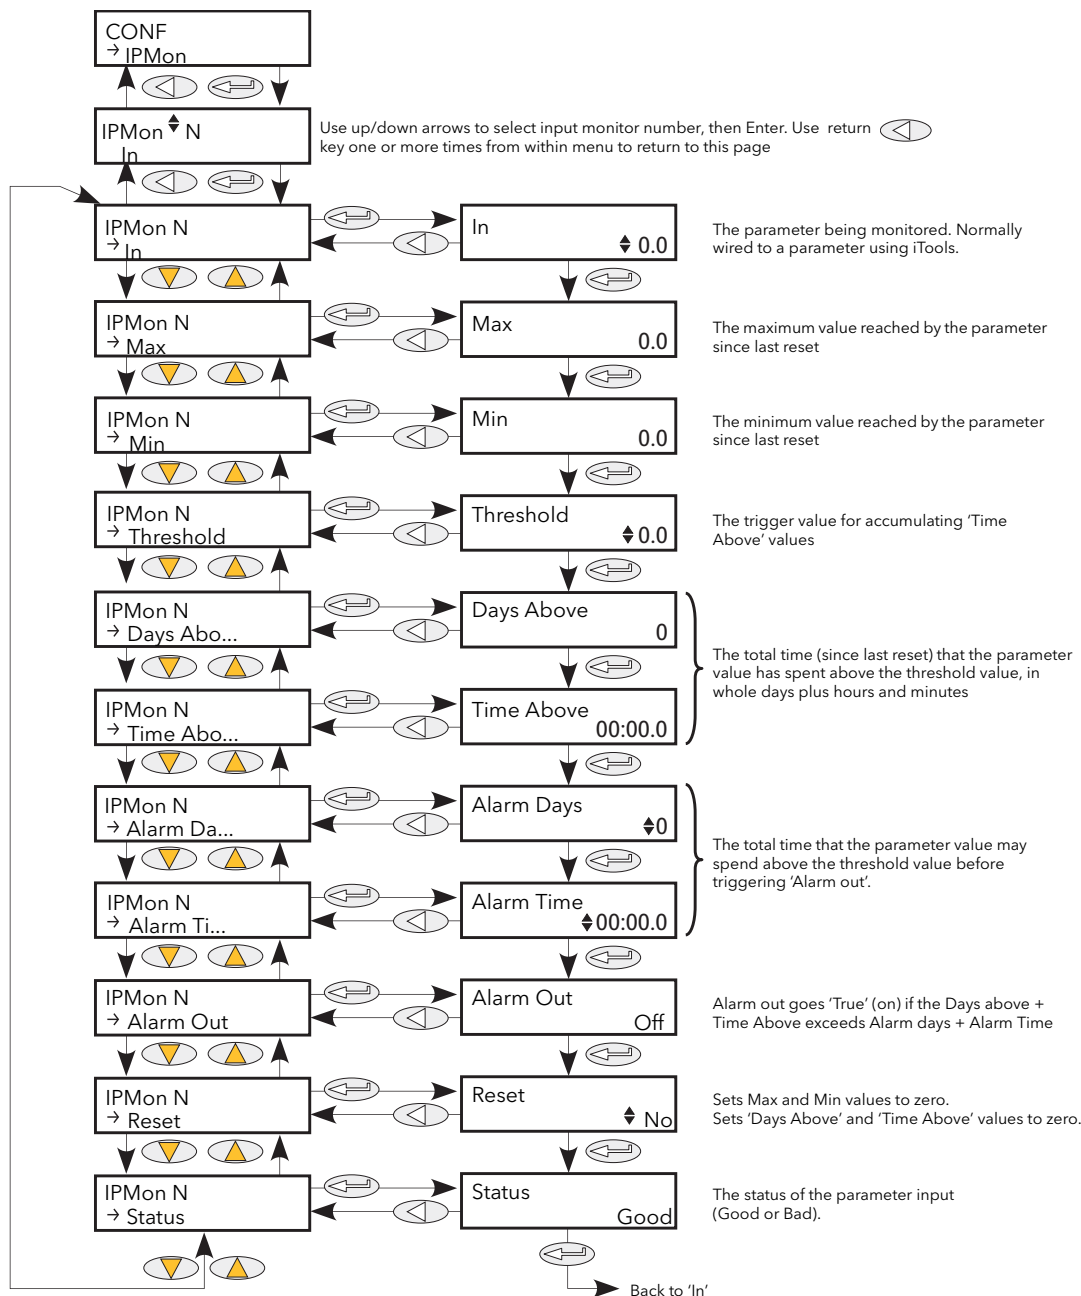 CONF
→ IPMon
IPMon N
In
Use up/down arrows to select input monitor number, then Enter. Use return
key one or more times from within menu to return to this page
IPMon N
→ In
In
0.0
The parameter being monitored. Normally
wired to a parameter using iTools.
IPMon N
→ Max
Max
0.0
The maximum value reached by the parameter
since last reset
IPMon N
→ Min
Min
0.0
The minimum value reached by the parameter
since last reset
IPMon N
→ Threshold
Threshold
0.0
The trigger value for accumulating ‘Time
Above’ values
IPMon N
→ Days Abo...
Days Above
0
IPMon N
→ Time Abo...
Time Above
00:00.0
The total time (since last reset) that the parameter
value has spent above the threshold value, in
whole days plus hours and minutes
IPMon N
→ Alarm Da...
Alarm Days
0
IPMon N
→ Alarm Ti...
Alarm Time
00:00.0
The total time that the parameter value may
spend above the threshold value before
triggering ‘Alarm out’.
IPMon N
→ Alarm Out
Alarm Out
Off
Alarm out goes ‘True’ (on) if the Days above +
Time Above exceeds Alarm days + Alarm Time
IPMon N
→ Reset
Reset
No
Sets Max and Min values to zero.
Sets ‘Days Above’ and ‘Time Above’ values to zero.
IPMon N
→ Status
Status
Good
The status of the parameter input
(Good or Bad).
Back to ‘In’